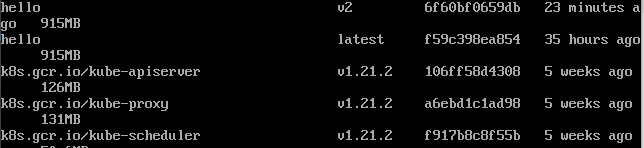 hello v2 6f60bf0659db 23 minutes a
go 915MB
hello latest f59c398ea854 35 hours ago
915MB
k8s.gcr.io/kube-apiserver v1.21.2 106ff58d4308 5 weeks ago
126MB
k8s.gcr.io/kube-proxy v1.21.2 a6ebd1c1ad98 5 weeks ago
131MB
k8s.gcr.io/kube-scheduler v1.21.2 f917b8c8f55b 5 weeks ago